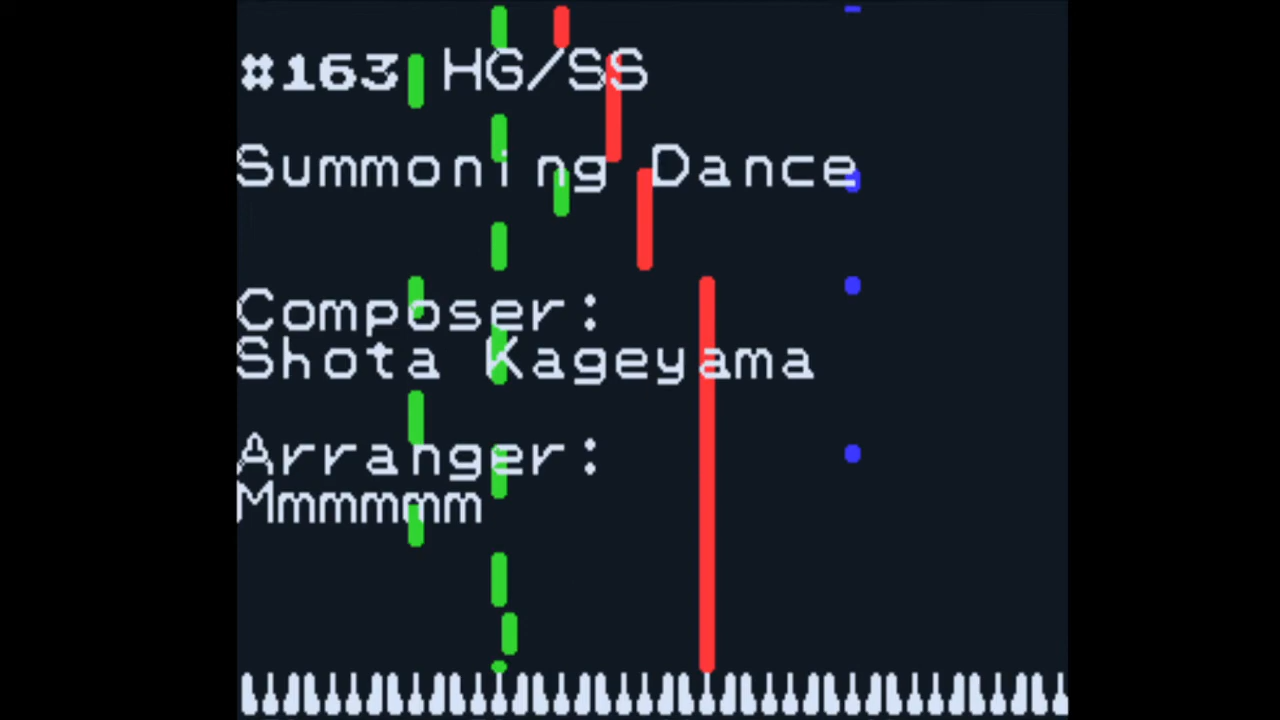 #163 HG/SS
Summoning Dance
Composer:
Shota Kageyama
Arranger:
Mmmmmm